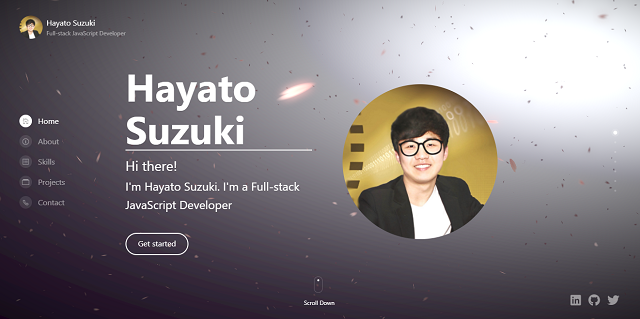 Hayato Suzuki
Full-stack JavaScript Developer
Home
About
Skills
Projects
Contact
Hayato
Suzuki
Hi there!
I'm Hayato Suzuki. I'm a Full-stack
JavaScript Developer
Get started
Scroll Down